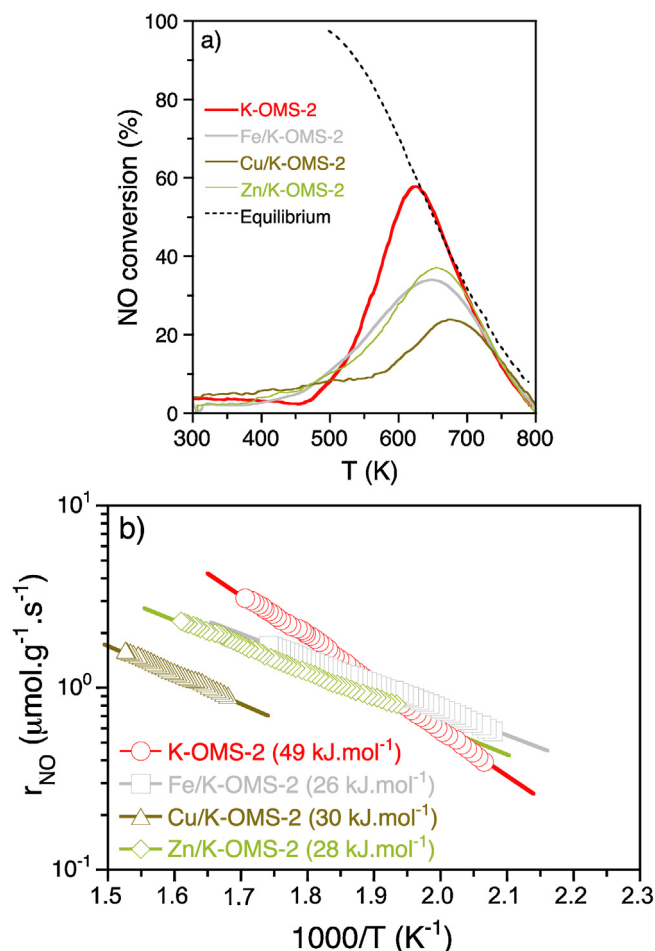 a)
100
80
60
40
20
0
NO conversion (%)
K-OMS-2
Fe/K-OMS-2
Cu/K-OMS-2
Zn/K-OMS-2
Equilibrium
300 400 500 600 700 800
T (K)
b)
10¹
10⁰
10⁻¹
r_NO (μmol.g⁻¹.s⁻¹)
K-OMS-2 (49 kJ.mol⁻¹)
Fe/K-OMS-2 (26 kJ.mol⁻¹)
Cu/K-OMS-2 (30 kJ.mol⁻¹)
Zn/K-OMS-2 (28 kJ.mol⁻¹)
1.5 1.6 1.7 1.8 1.9 2.0 2.1 2.2 2.3
1000/T (K⁻¹)